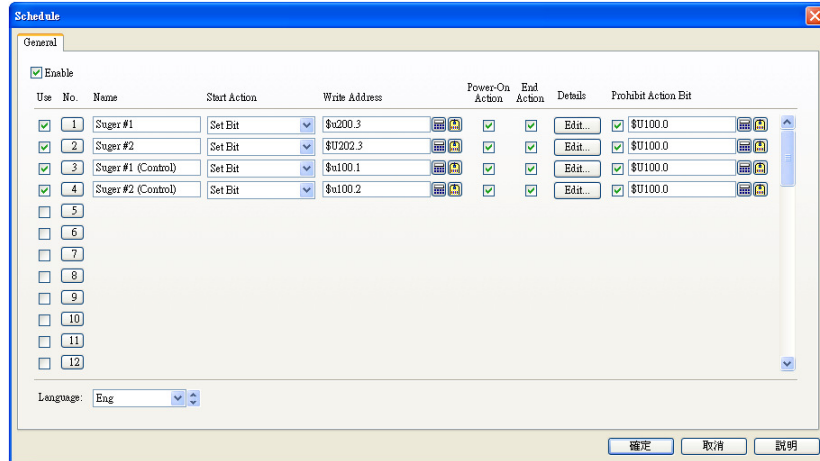 Schedule
General
Enable
Use No. Name Start Action Write Address Power-On Action End Action Details Prohibit Action Bit
1 Suger #1 Set Bit $u200.3 Edit... $U100.0
2 Suger #2 Set Bit $U202.3 Edit... $U100.0
3 Suger #1 (Control) Set Bit $u100.1 Edit... $U100.0
4 Suger #2 (Control) Set Bit $u100.2 Edit... $U100.0
5
6
7
8
9
10
11
12
Language: Eng
確定 取消 說明